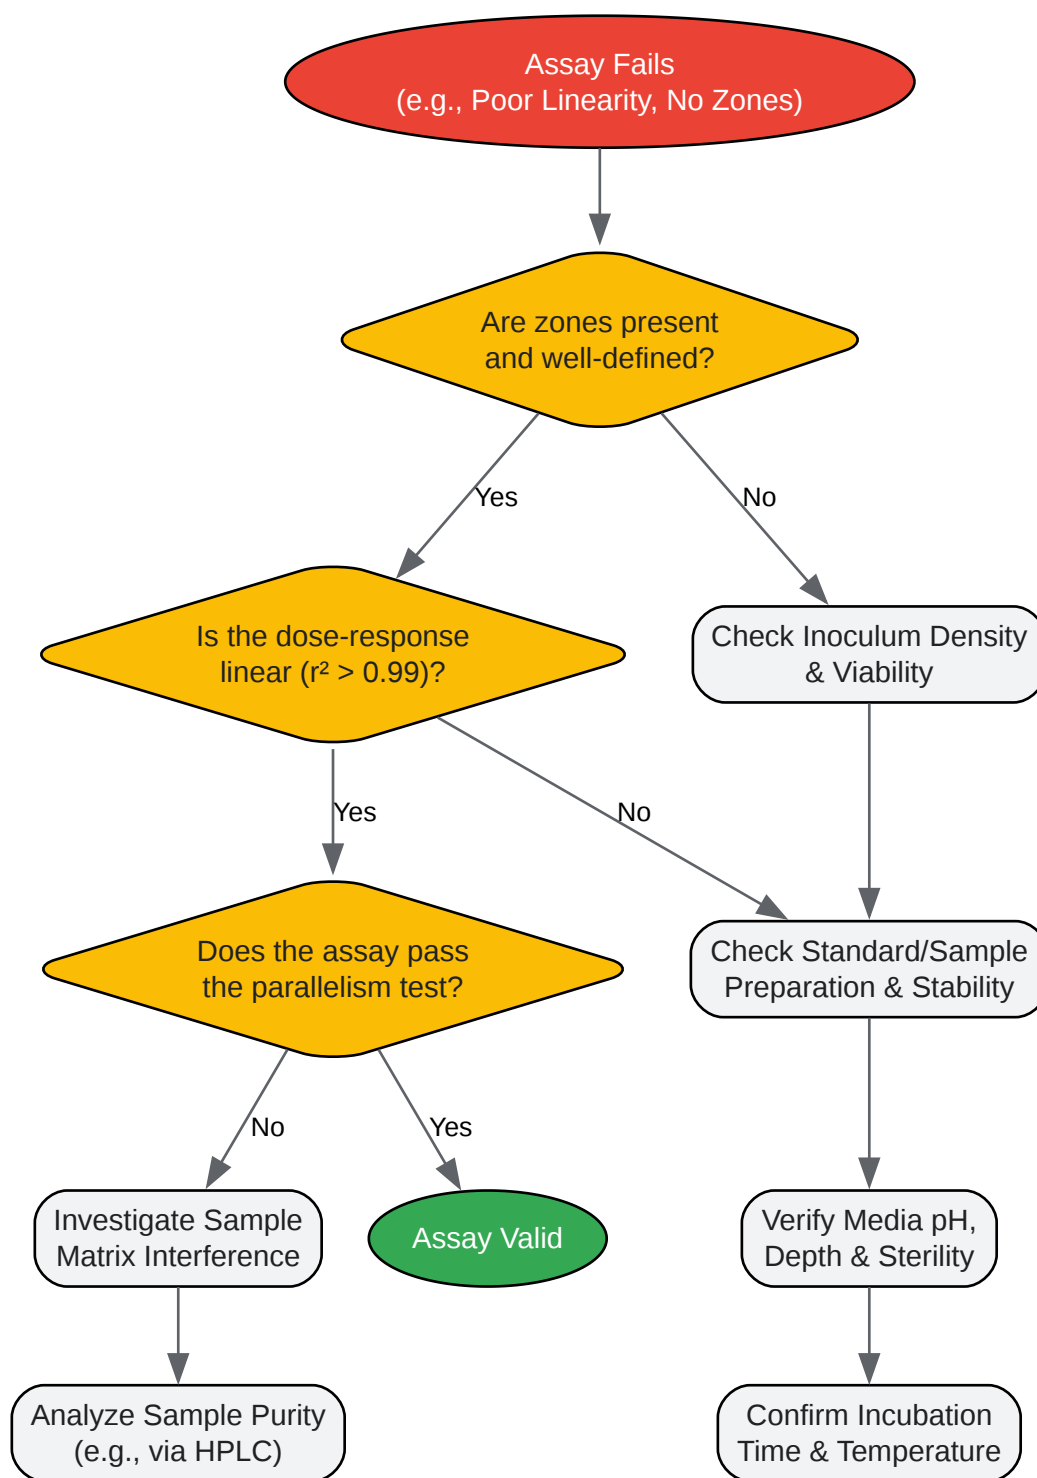 Assay Fails
(e.g., Poor Linearity, No Zones)
Are zones present
and well-defined?
Yes
No
Is the dose-response
linear (r² > 0.99)?
Check Inoculum Density
& Viability
Yes
No
Does the assay pass
the parallelism test?
Check Standard/Sample
Preparation & Stability
No
Yes
Investigate Sample
Matrix Interference
Assay Valid
Verify Media pH,
Depth & Sterility
Analyze Sample Purity
(e.g., via HPLC)
Confirm Incubation
Time & Temperature